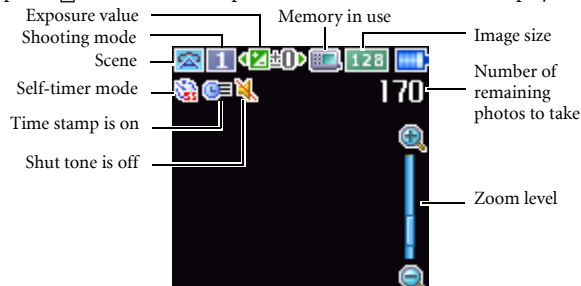 Exposure value
Memory in use
Shooting mode
Image size
Scene
1 ±0 128
Self-timer mode
170
Number of
remaining
photos to take
Time stamp is on
Shut tone is off
Zoom level